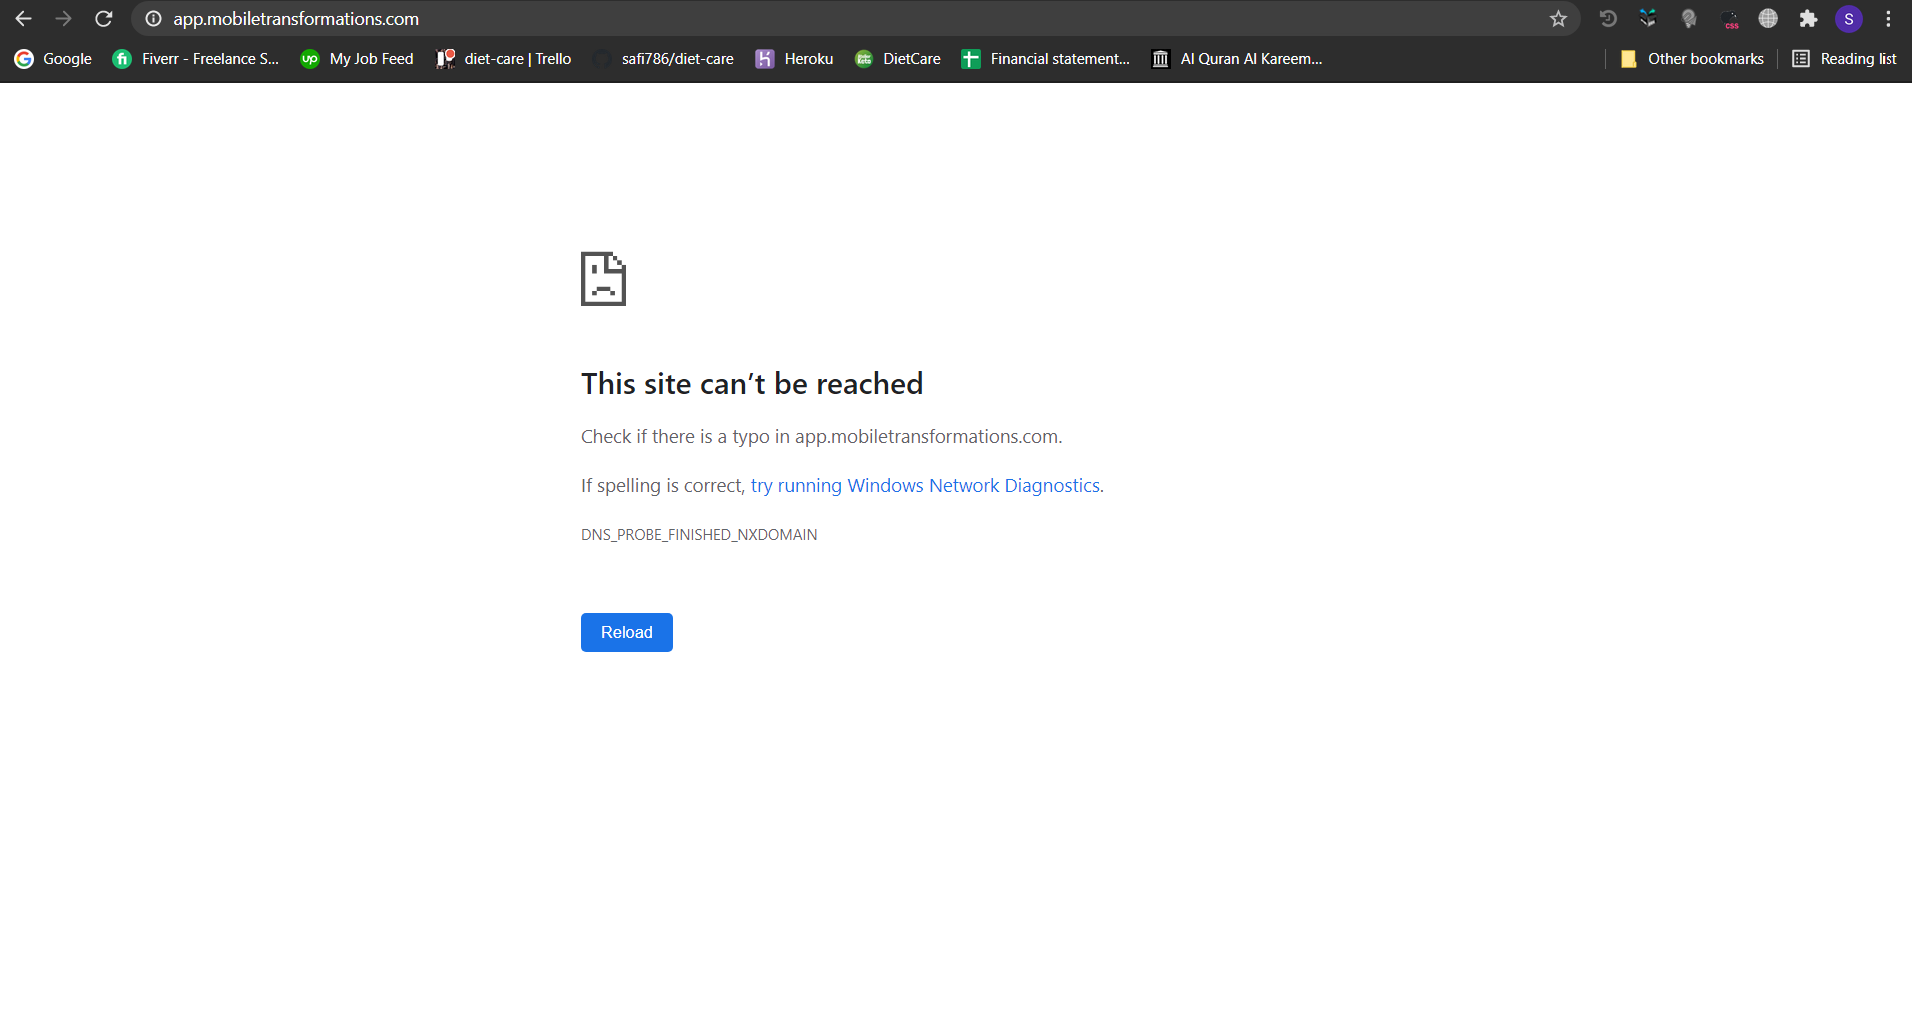 app.mobiletransformations.com
S
Google
Fiverr - Freelance S...
My Job Feed
diet-care | Trello
safi786/diet-care
Heroku
DietCare
Financial statement...
Al Quran Al Kareem...
Other bookmarks
Reading list
This site can’t be reached
Check if there is a typo in app.mobiletransformations.com.
If spelling is correct, try running Windows Network Diagnostics.
DNS_PROBE_FINISHED_NXDOMAIN
Reload